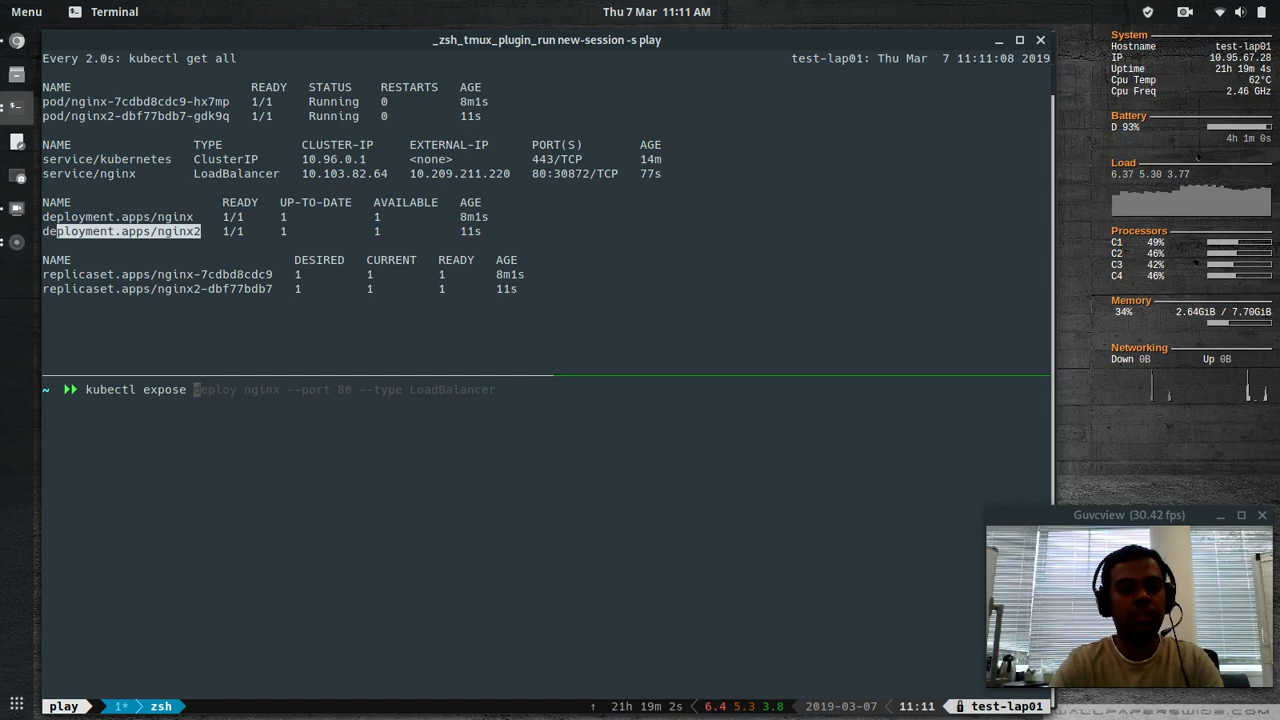 Menu
Terminal
Thu 7 Mar 11:11 AM
_zsh_tmux_plugin_run new-session -s play
Every 2.0s: kubectl get all
test-lap01: Thu Mar 7 11:11:08 2019
NAME READY STATUS RESTARTS AGE
pod/nginx-7cdbd8cdc9-hx7mp 1/1 Running 0 8m1s
pod/nginx2-dbf77bdb7-gdk9q 1/1 Running 0 11s
NAME TYPE CLUSTER-IP EXTERNAL-IP PORT(S) AGE
service/kubernetes ClusterIP 10.96.0.1 <none> 443/TCP 14m
service/nginx LoadBalancer 10.103.82.64 10.209.211.220 80:30872/TCP 77s
NAME READY UP-TO-DATE AVAILABLE AGE
deployment.apps/nginx 1/1 1 1 8m1s
deployment.apps/nginx2 1/1 1 1 11s
NAME DESIRED CURRENT READY AGE
replicaset.apps/nginx-7cdbd8cdc9 1 1 1 8m1s
replicaset.apps/nginx2-dbf77bdb7 1 1 1 11s
~ kubectl expose deploy nginx --port 80 --type LoadBalancer
System
Hostname test-lap01
IP 10.95.67.28
Uptime 21h 19m 4s
Cpu Temp 62°C
Cpu Freq 2.46 GHz
Battery
D 93%
4h 1m 0s
Load
6.37 5.30 3.77
Processors
C1 49%
C2 46%
C3 42%
C4 46%
Memory
34% 2.64GiB / 7.70GiB
Networking
Down 0B Up 0B
Guvcview (30.42 fps)
play 1* zsh
↑ 21h 19m 2s 6.4 5.3 3.8 2019-03-07 11:11 test-lap01
WALLPAPERSWIDE.COM